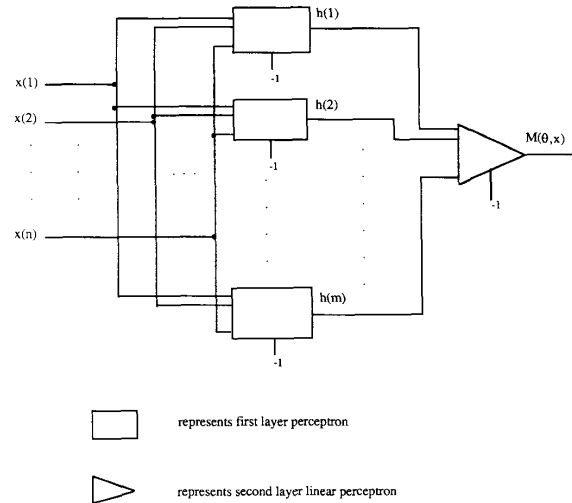 h(1)
x(1)
-1
M(θ,x)
h(2)
x(2)
-1
-1
x(n)
h(m)
-1
represents first layer perceptron
represents second layer linear perceptron